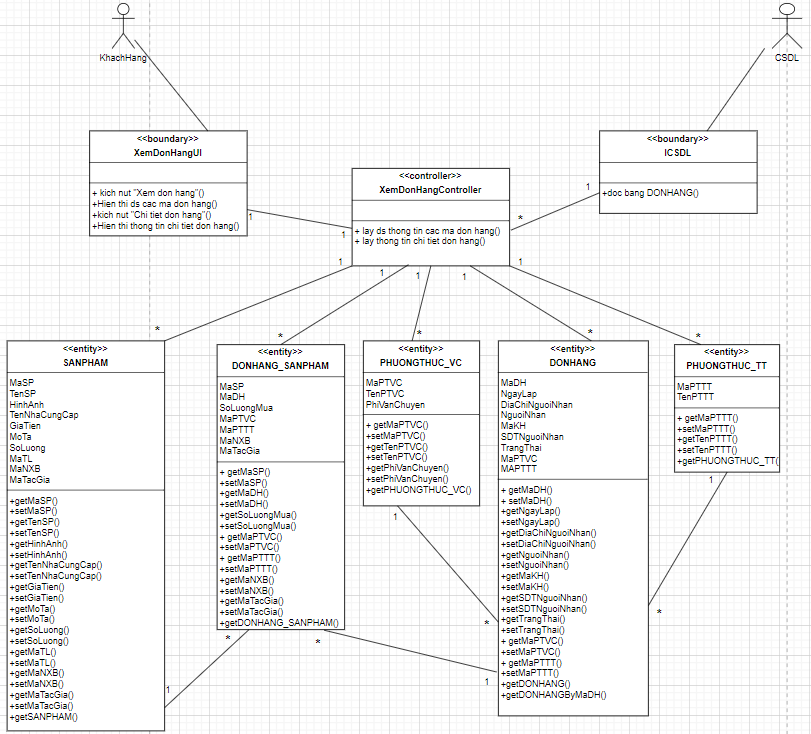 KhachHang
CSDL
<<boundary>>
XemDonHangUI
+ kich nut "Xem don hang"()
+Hien thi ds cac ma don hang()
+kich nut "Chi tiet don hang"()
+Hien thi thong tin chi tiet don hang()
<<controller>>
XemDonHangController
+ lay ds thong tin cac ma don hang()
+ lay thong tin chi tiet don hang()
<<boundary>>
ICSDL
+doc bang DONHANG()
1
1
1
*
1
1
1
1
1
*
*
*
*
*
<<entity>>
SANPHAM
MaSP
TenSP
HinhAnh
TenNhaCungCap
GiaTien
MoTa
SoLuong
MaTL
MaNXB
MaTacGia
+getMaSP()
+setMaSP()
+getTenSP()
+setTenSP()
+getHinhAnh()
+setHinhAnh()
+getTenNhaCungCap()
+setTenNhaCungCap()
+getGiaTien()
+setGiaTien()
+getMoTa()
+setMoTa()
+getSoLuong()
+setSoLuong()
+getMaTL()
+setMaTL()
+getMaNXB()
+setMaNXB()
+getMaTacGia()
+setMaTacGia()
+getSANPHAM()
<<entity>>
DONHANG_SANPHAM
MaSP
MaDH
SoLuongMua
MaPTVC
MaPTTT
MaNXB
MaTacGia
+ getMaSP()
+setMaSP()
+getMaDH()
+setMaDH()
+getSoLuongMua()
+setSoLuongMua()
+ getMaPTVC()
+setMaPTVC()
+ getMaPTTT()
+setMaPTTT()
+getMaNXB()
+setMaNXB()
+getMaTacGia()
+setMaTacGia()
+getDONHANG_SANPHAM()
<<entity>>
PHUONGTHUC_VC
MaPTVC
TenPTVC
PhiVanChuyen
+ getMaPTVC()
+setMaPTVC()
+getTenPTVC()
+setTenPTVC()
+getPhiVanChuyen()
+setPhiVanChuyen()
+getPHUONGTHUC_VC()
<<entity>>
DONHANG
MaDH
NgayLap
DiaChiNguoiNhan
NguoiNhan
MaKH
SDTNguoiNhan
TrangThai
MaPTVC
MAPTTT
+ getMaDH()
+ setMaDH()
+getNgayLap()
+setNgayLap()
+getDiaChiNguoiNhan()
+setDiaChiNguoiNhan()
+getNguoiNhan()
+setNguoiNhan()
+getMaKH()
+setMaKH()
+getSDTNguoiNhan()
+setSDTNguoiNhan()
+getTrangThai()
+setTrangThai()
+ getMaPTVC()
+setMaPTVC()
+ getMaPTTT()
+setMaPTTT()
+getDONHANG()
+getDONHANGByMaDH()
<<entity>>
PHUONGTHUC_TT
MaPTTT
TenPTTT
+ getMaPTTT()
+setMaPTTT()
+getTenPTTT()
+setTenPTTT()
+getPHUONGTHUC_TT(
1
*
1
*
*
1
*
1